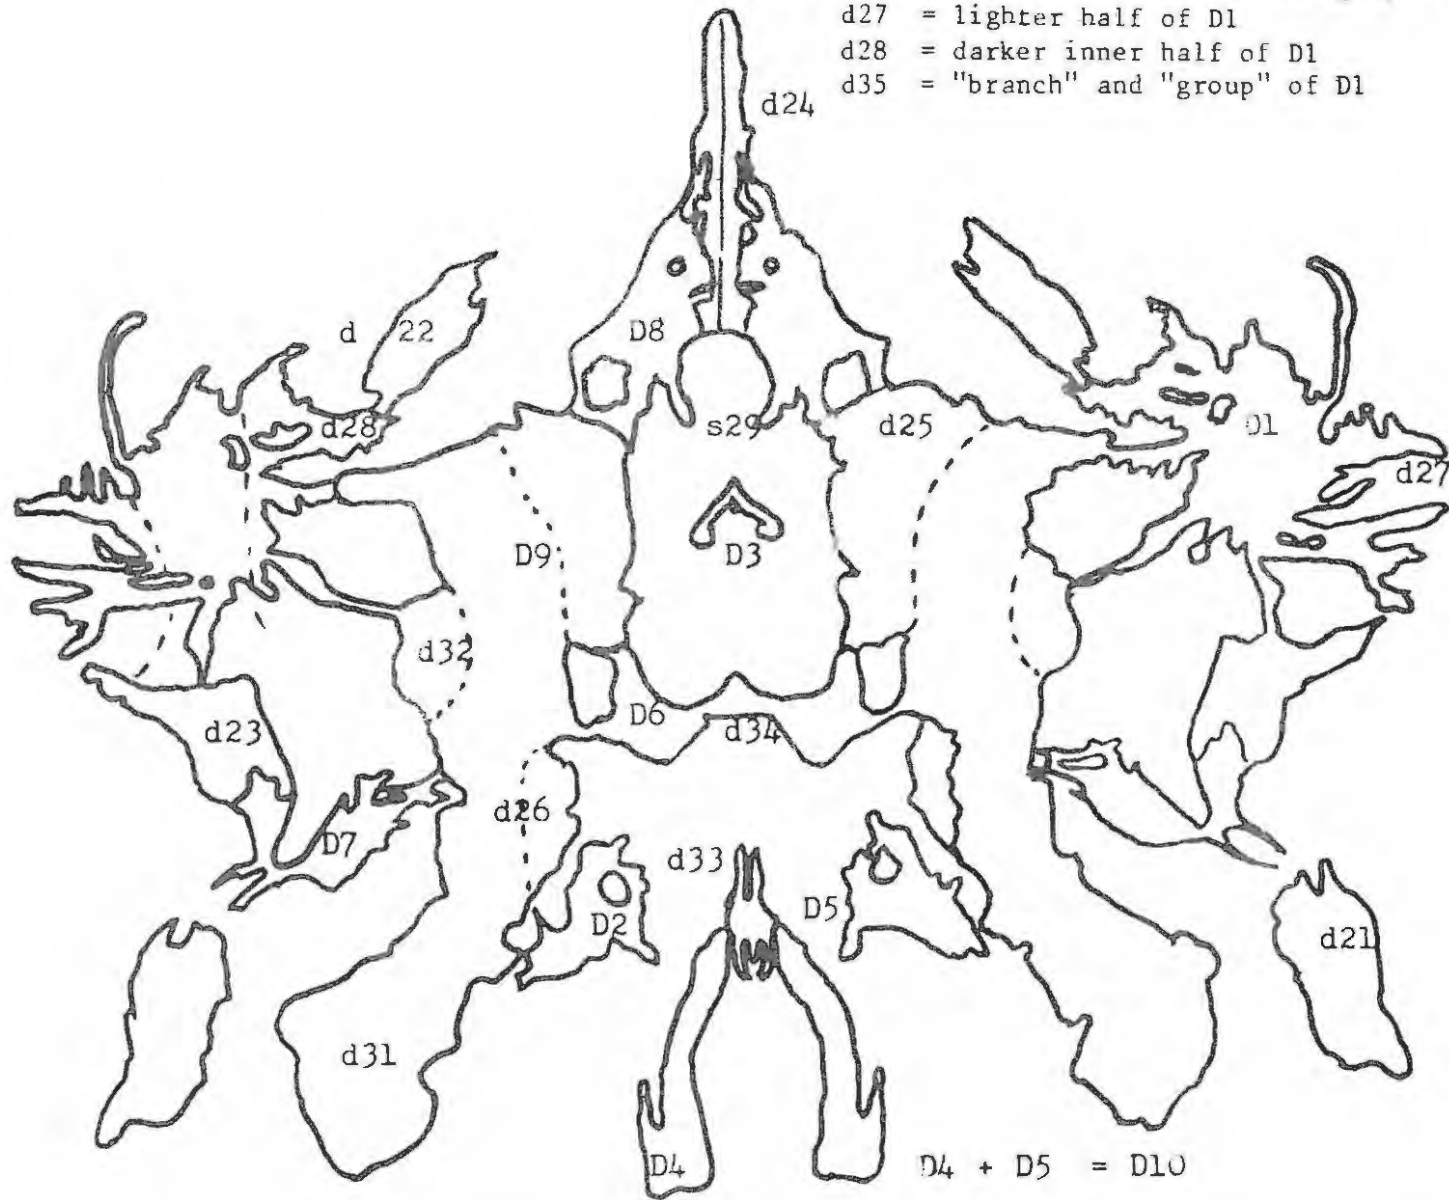 d27 = lighter half of D1
d28 = darker inner half of D1
d35 = "branch" and "group" of D1
d24
D8
d 22
d28
s29
d25
D1
d27
D9
D3
d32
D6
d34
d23
d26
D7
d33
D2
D5
d21
d31
D4
D4 + D5 = D10